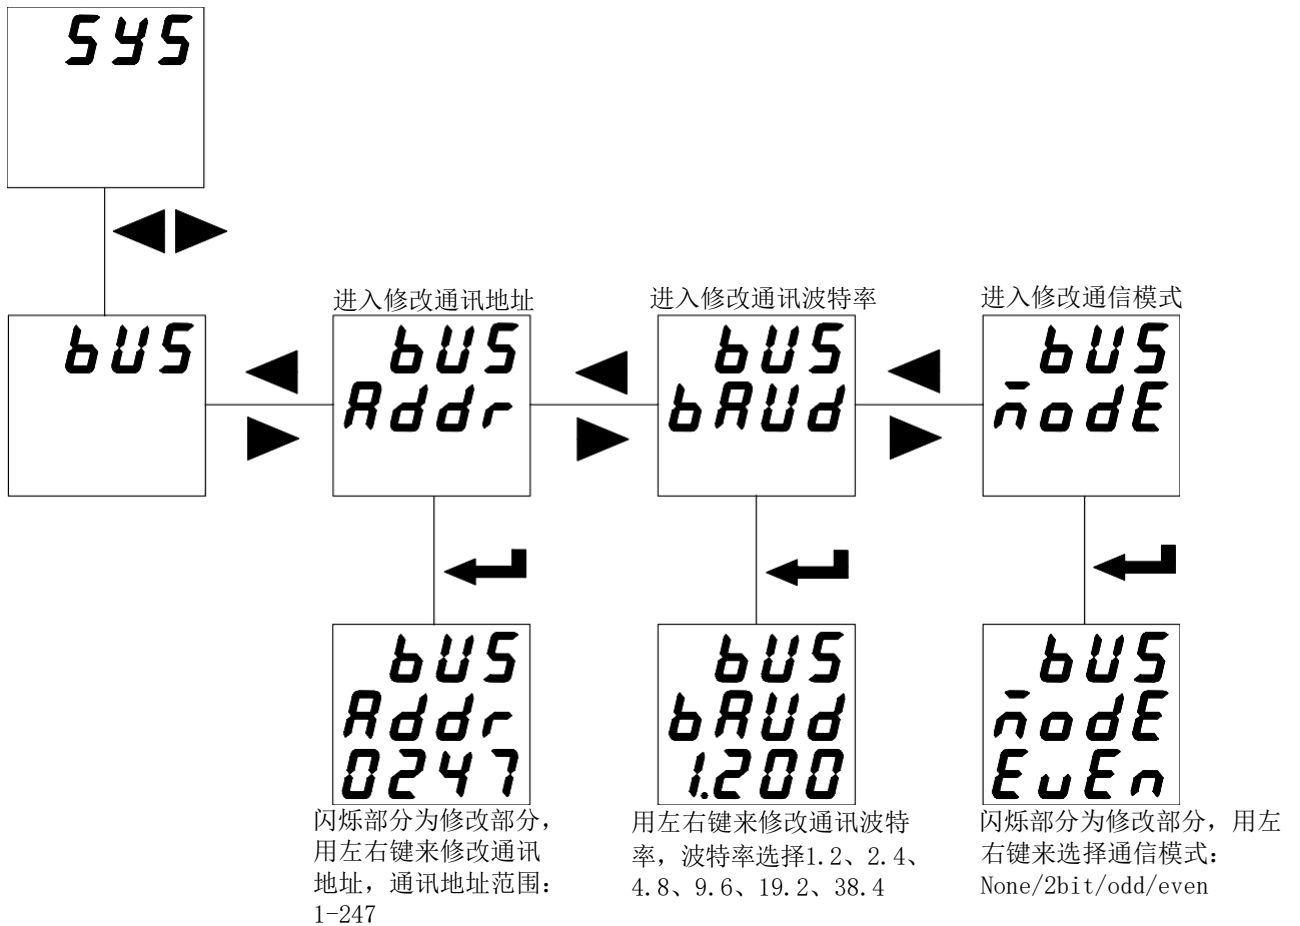 SYS
进入修改通讯地址
进入修改通讯波特率
进入修改通信模式
bUS
bUS
Addr
bUS
bAUd
bUS
modE
bUS
Addr
0247
bUS
bAUd
1.200
bUS
modE
EvEn
闪烁部分为修改部分，
用左右键来修改通讯
地址，通讯地址范围：
1-247
用左右键来修改通讯波特
率，波特率选择1.2、2.4、
4.8、9.6、19.2、38.4
闪烁部分为修改部分，用左
右键来选择通信模式：
None/2bit/odd/even